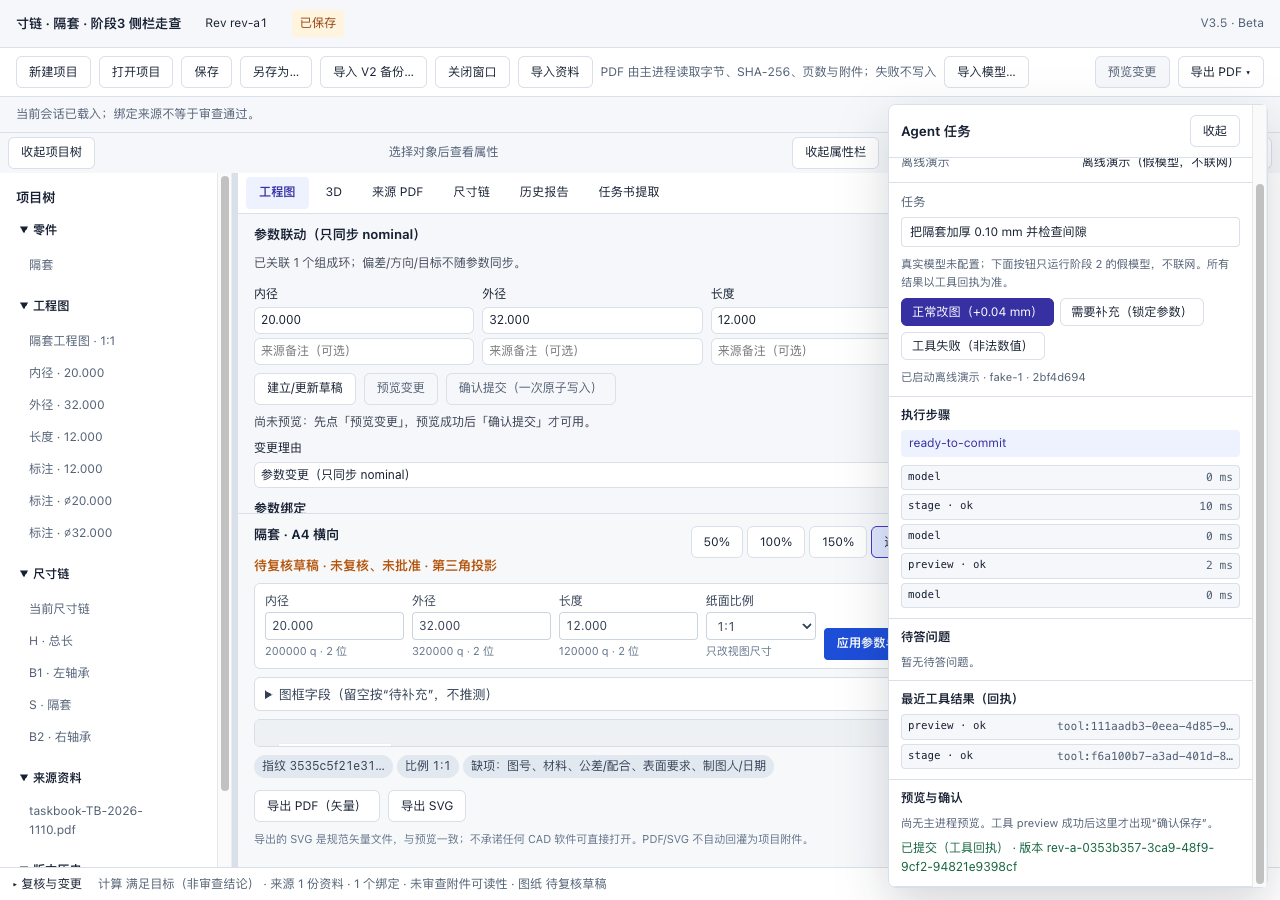 寸链 · 隔套 · 阶段3 侧栏走查 Rev rev-a1 已保存 V3.5 · Beta
新建项目 打开项目 保存 另存为… 导入 V2 备份… 关闭窗口 导入资料 PDF 由主进程读取字节、SHA-256、页数与附件；失败不写入 导入模型… 预览变更 导出 PDF ▾
当前会话已载入；绑定来源不等于审查通过。
收起项目树 选择对象后查看属性 收起属性栏
项目树
▼ 零件
隔套
▼ 工程图
隔套工程图 · 1:1
内径 · 20.000
外径 · 32.000
长度 · 12.000
标注 · 12.000
标注 · ⌀20.000
标注 · ⌀32.000
▼ 尺寸链
当前尺寸链
H · 总长
B1 · 左轴承
S · 隔套
B2 · 右轴承
▼ 来源资料
taskbook-TB-2026-
1110.pdf
工程图 3D 来源 PDF 尺寸链 历史报告 任务书提取
参数联动（只同步 nominal）
已关联 1 个组成环；偏差/方向/目标不随参数同步。
内径 外径 长度
20.000 32.000 12.000
来源备注（可选） 来源备注（可选） 来源备注（可选）
建立/更新草稿 预览变更 确认提交（一次原子写入）
尚未预览：先点「预览变更」，预览成功后「确认提交」才可用。
变更理由
参数变更（只同步 nominal）
参数绑定
隔套 · A4 横向 50% 100% 150%
待复核草稿 · 未复核、未批准 · 第三角投影
内径 外径 长度 纸面比例
20.000 32.000 12.000 1:1 应用参数
200000 q · 2 位 320000 q · 2 位 120000 q · 2 位 只改视图尺寸
▶ 图框字段（留空按“待补充”，不推测）
指纹 3535c5f21e31… 比例 1:1 缺项：图号、材料、公差/配合、表面要求、制图人/日期
导出 PDF（矢量） 导出 SVG
导出的 SVG 是规范矢量文件，与预览一致；不承诺任何 CAD 软件可直接打开。PDF/SVG 不自动回灌为项目附件。
Agent 任务 收起
离线演示 离线演示（假模型，不联网）
任务
把隔套加厚 0.10 mm 并检查间隙
真实模型未配置；下面按钮只运行阶段 2 的假模型，不联网。所有
结果以工具回执为准。
正常改图（+0.04 mm） 需要补充（锁定参数）
工具失败（非法数值）
已启动离线演示 · fake-1 · 2bf4d694
执行步骤
ready-to-commit
model 0 ms
stage · ok 10 ms
model 0 ms
preview · ok 2 ms
model 0 ms
待答问题
暂无待答问题。
最近工具结果（回执）
preview · ok tool:111aadb3-0eea-4d85-9…
stage · ok tool:f6a100b7-a3ad-401d-8…
预览与确认
尚无主进程预览。工具 preview 成功后这里才出现“确认保存”。
已提交（工具回执） · 版本 rev-a-0353b357-3ca9-48f9-
9cf2-94821e9398cf
▸ 复核与变更 计算 满足目标（非审查结论） · 来源 1 份资料 · 1 个绑定 · 未审查附件可读性 · 图纸 待复核草稿